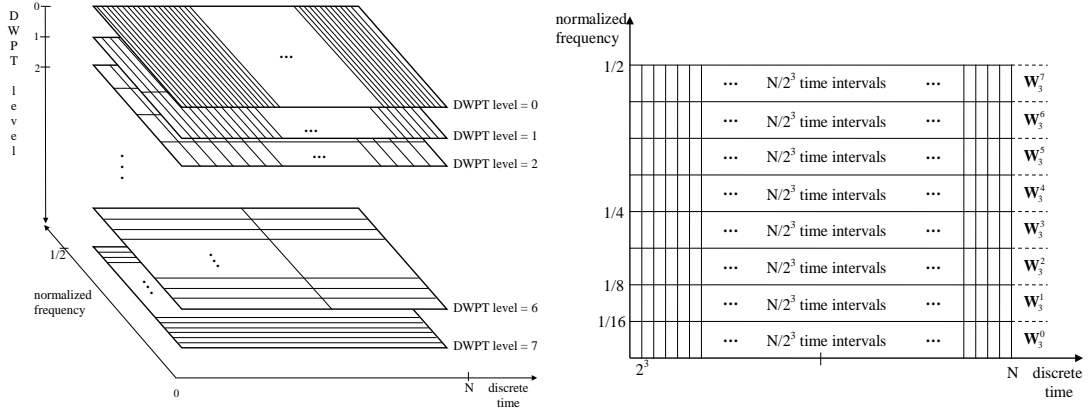 D
W
P
T
l
e
v
e
l
0
1
2
...
DWPT level = 0
...
DWPT level = 1
...
DWPT level = 2
DWPT level = 6
DWPT level = 7
1/2
normalized
frequency
0
N
discrete
time
normalized
frequency
1/2
1/4
1/8
1/16
... N/2³ time intervals ... W₃⁷
... N/2³ time intervals ... W₃⁶
... N/2³ time intervals ... W₃⁵
... N/2³ time intervals ... W₃⁴
... N/2³ time intervals ... W₃³
... N/2³ time intervals ... W₃²
... N/2³ time intervals ... W₃¹
... N/2³ time intervals ... W₃⁰
2³
N
discrete
time